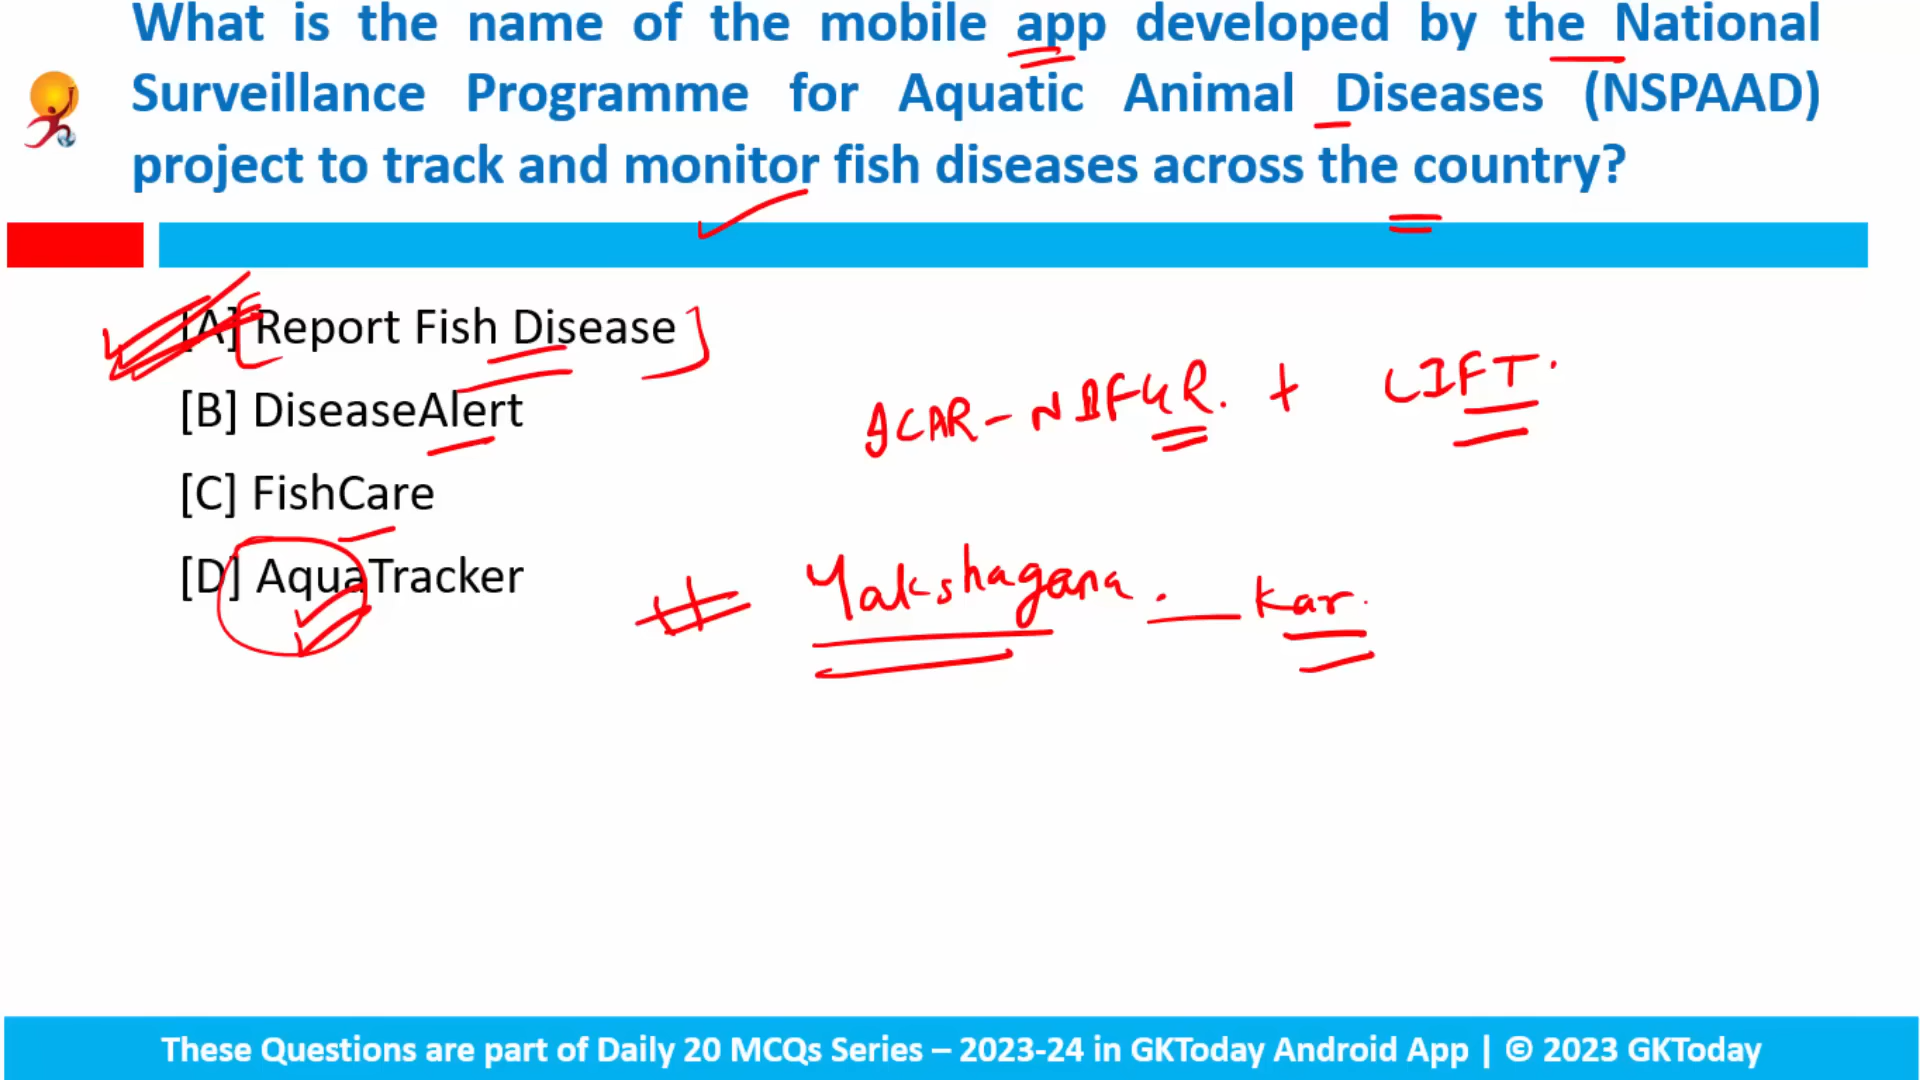 What is the name of the mobile app developed by the National
Surveillance Programme for Aquatic Animal Diseases (NSPAAD)
project to track and monitor fish diseases across the country?
[A] Report Fish Disease
[B] DiseaseAlert
[C] FishCare
[D] AquaTracker
ICAR - NBFGR. + CIFT.
# Yakshagana. — Kar.
These Questions are part of Daily 20 MCQs Series – 2023-24 in GKToday Android App | © 2023 GKToday